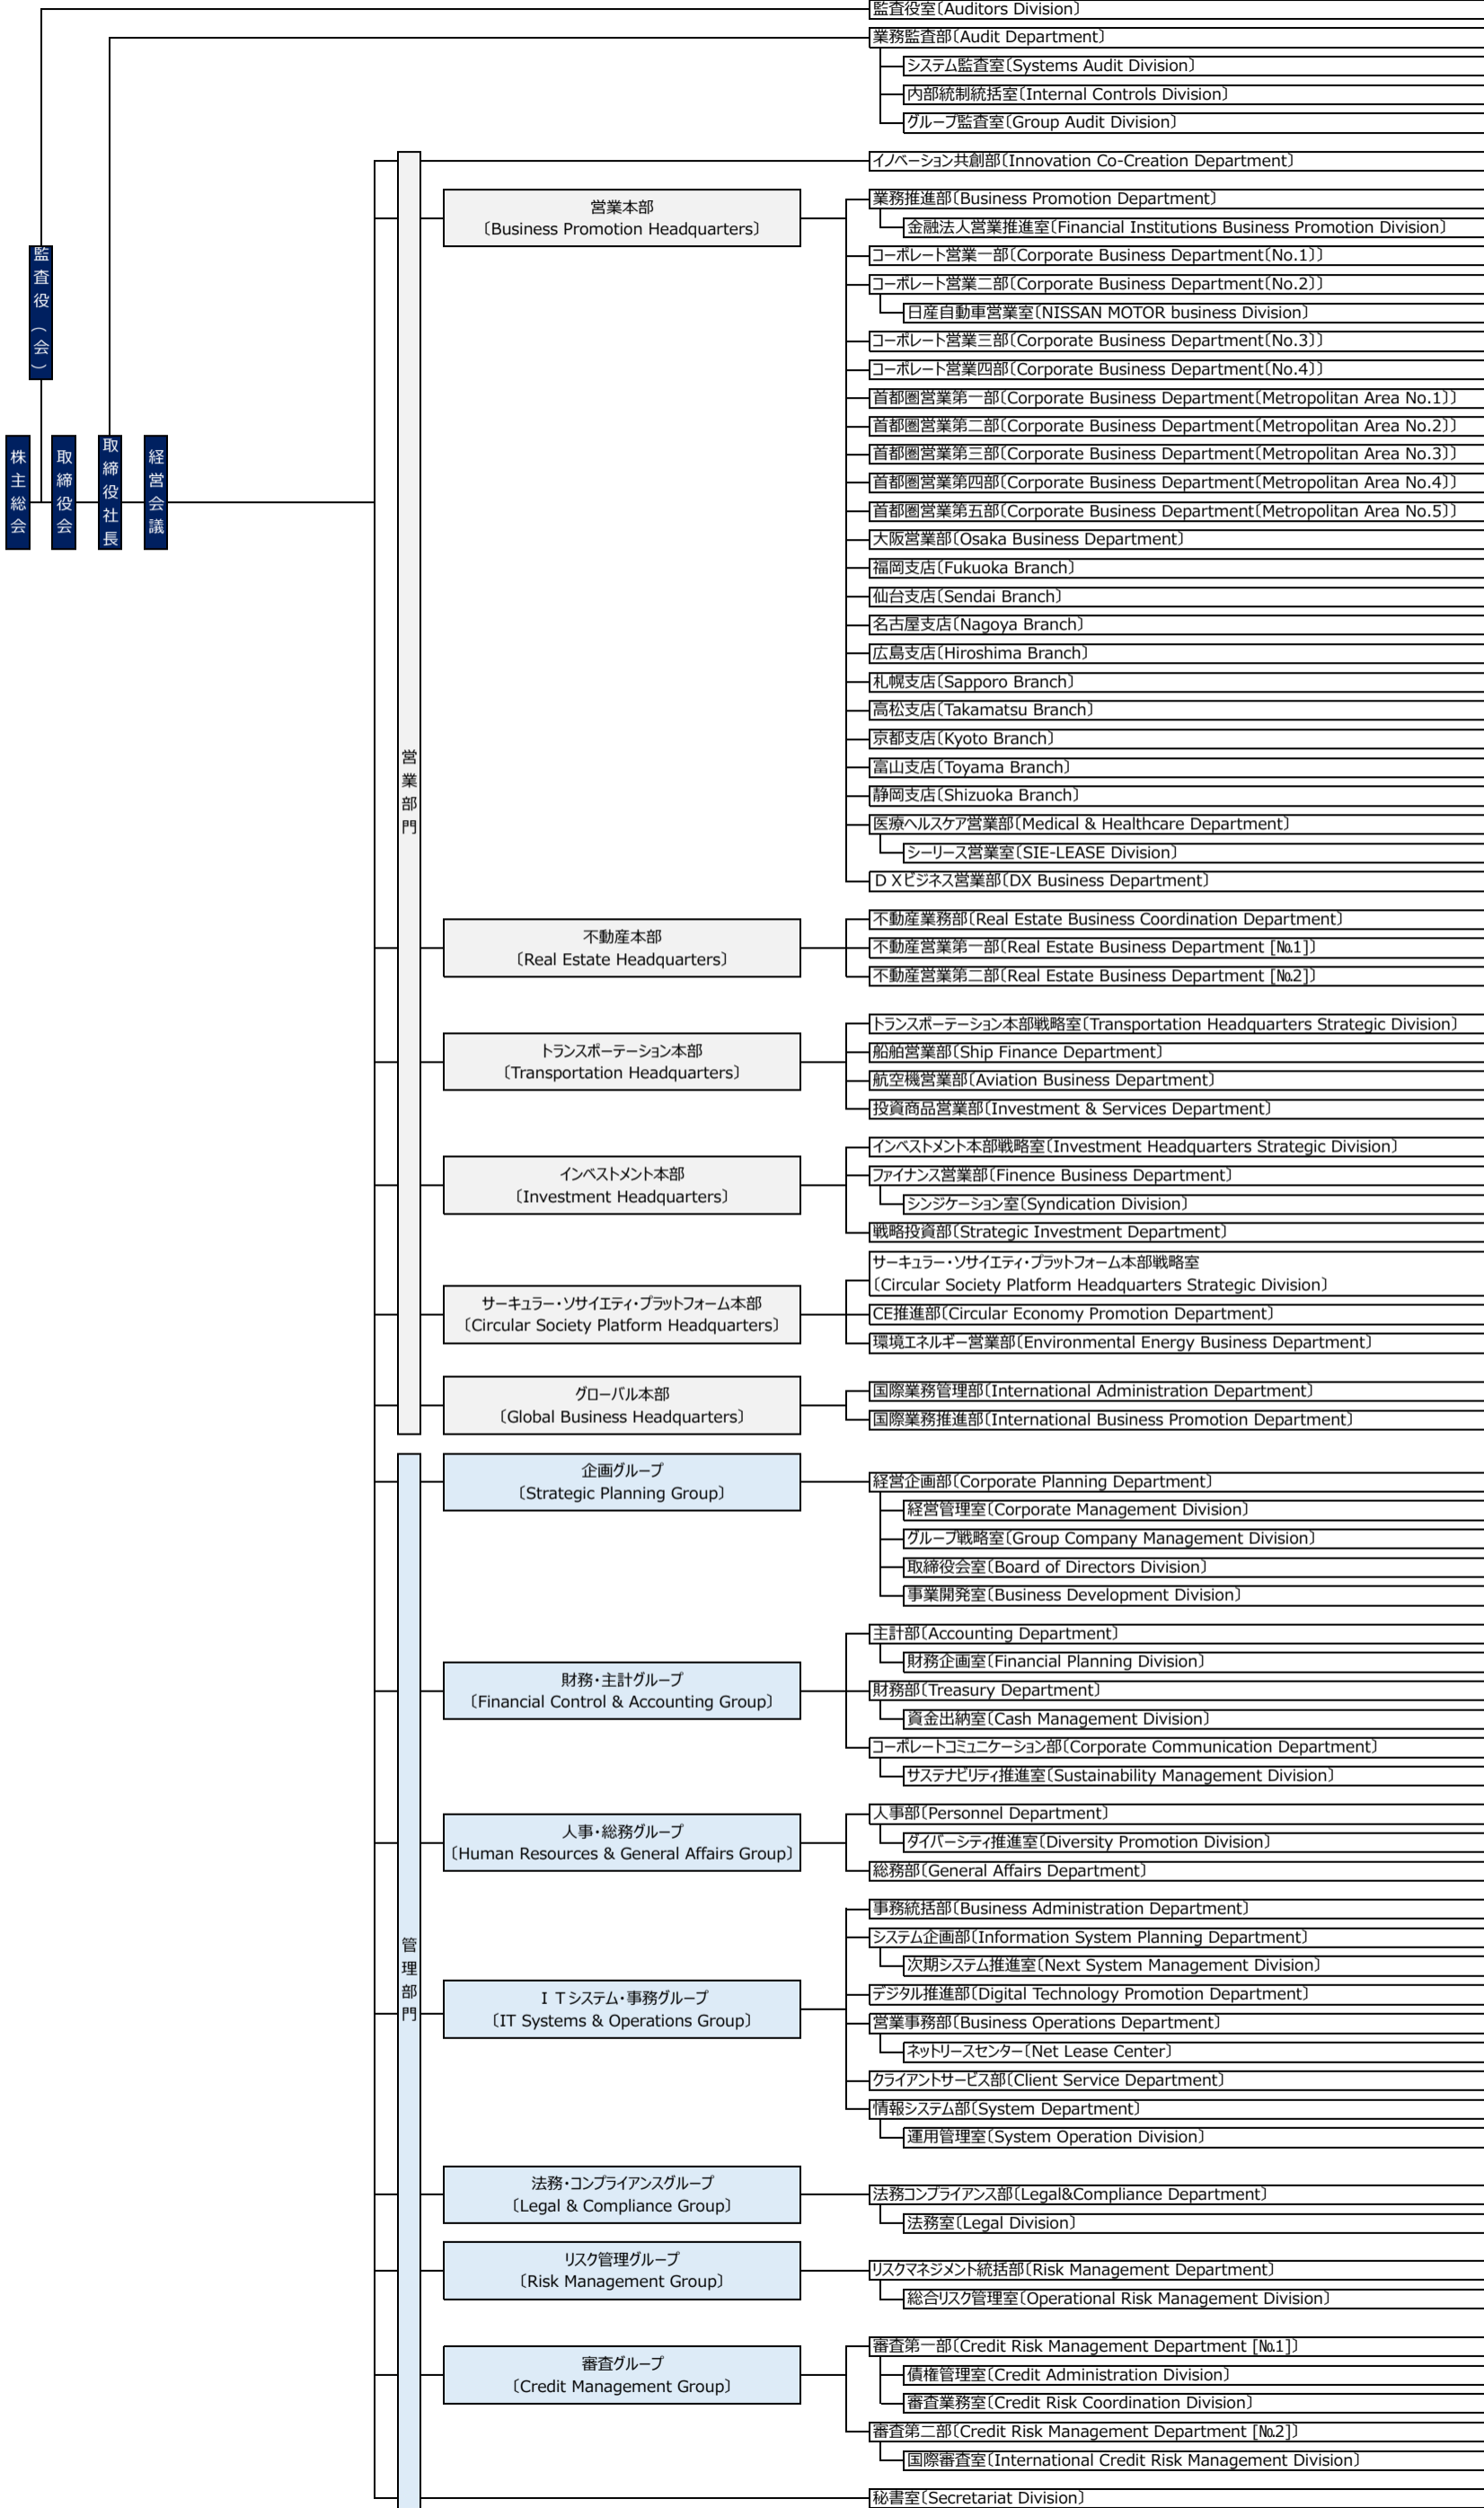 監査役室〔Auditors Division〕
業務監査部〔Audit Department〕
システム監査室〔Systems Audit Division〕
内部統制統括室〔Internal Controls Division〕
グループ監査室〔Group Audit Division〕
監査役（会）
株主総会
取締役会
取締役社長
経営会議
営業部門
イノベーション共創部〔Innovation Co-Creation Department〕
営業本部
〔Business Promotion Headquarters〕
業務推進部〔Business Promotion Department〕
金融法人営業推進室〔Financial Institutions Business Promotion Division〕
コーポレート営業一部〔Corporate Business Department〔No.1〕〕
コーポレート営業二部〔Corporate Business Department〔No.2〕〕
日産自動車営業室〔NISSAN MOTOR business Division〕
コーポレート営業三部〔Corporate Business Department〔No.3〕〕
コーポレート営業四部〔Corporate Business Department〔No.4〕〕
首都圏営業第一部〔Corporate Business Department〔Metropolitan Area No.1〕〕
首都圏営業第二部〔Corporate Business Department〔Metropolitan Area No.2〕〕
首都圏営業第三部〔Corporate Business Department〔Metropolitan Area No.3〕〕
首都圏営業第四部〔Corporate Business Department〔Metropolitan Area No.4〕〕
首都圏営業第五部〔Corporate Business Department〔Metropolitan Area No.5〕〕
大阪営業部〔Osaka Business Department〕
福岡支店〔Fukuoka Branch〕
仙台支店〔Sendai Branch〕
名古屋支店〔Nagoya Branch〕
広島支店〔Hiroshima Branch〕
札幌支店〔Sapporo Branch〕
高松支店〔Takamatsu Branch〕
京都支店〔Kyoto Branch〕
富山支店〔Toyama Branch〕
静岡支店〔Shizuoka Branch〕
医療ヘルスケア営業部〔Medical & Healthcare Department〕
シーリース営業室〔SIE-LEASE Division〕
ＤＸビジネス営業部〔DX Business Department〕
不動産本部
〔Real Estate Headquarters〕
不動産業務部〔Real Estate Business Coordination Department〕
不動産営業第一部〔Real Estate Business Department [№1]〕
不動産営業第二部〔Real Estate Business Department [№2]〕
トランスポーテーション本部
〔Transportation Headquarters〕
トランスポーテーション本部戦略室〔Transportation Headquarters Strategic Division〕
船舶営業部〔Ship Finance Department〕
航空機営業部〔Aviation Business Department〕
投資商品営業部〔Investment & Services Department〕
インベストメント本部
〔Investment Headquarters〕
インベストメント本部戦略室〔Investment Headquarters Strategic Division〕
ファイナンス営業部〔Finence Business Department〕
シンジケーション室〔Syndication Division〕
戦略投資部〔Strategic Investment Department〕
サーキュラー・ソサイエティ・プラットフォーム本部
〔Circular Society Platform Headquarters〕
サーキュラー・ソサイエティ・プラットフォーム本部戦略室
〔Circular Society Platform Headquarters Strategic Division〕
CE推進部〔Circular Economy Promotion Department〕
環境エネルギー営業部〔Environmental Energy Business Department〕
グローバル本部
〔Global Business Headquarters〕
国際業務管理部〔International Administration Department〕
国際業務推進部〔International Business Promotion Department〕
管理部門
企画グループ
〔Strategic Planning Group〕
経営企画部〔Corporate Planning Department〕
経営管理室〔Corporate Management Division〕
グループ戦略室〔Group Company Management Division〕
取締役会室〔Board of Directors Division〕
事業開発室〔Business Development Division〕
財務・主計グループ
〔Financial Control & Accounting Group〕
主計部〔Accounting Department〕
財務企画室〔Financial Planning Division〕
財務部〔Treasury Department〕
資金出納室〔Cash Management Division〕
コーポレートコミュニケーション部〔Corporate Communication Department〕
サステナビリティ推進室〔Sustainability Management Division〕
人事・総務グループ
〔Human Resources & General Affairs Group〕
人事部〔Personnel Department〕
ダイバーシティ推進室〔Diversity Promotion Division〕
総務部〔General Affairs Department〕
ＩＴシステム・事務グループ
〔IT Systems & Operations Group〕
事務統括部〔Business Administration Department〕
システム企画部〔Information System Planning Department〕
次期システム推進室〔Next System Management Division〕
デジタル推進部〔Digital Technology Promotion Department〕
営業事務部〔Business Operations Department〕
ネットリースセンター〔Net Lease Center〕
クライアントサービス部〔Client Service Department〕
情報システム部〔System Department〕
運用管理室〔System Operation Division〕
法務・コンプライアンスグループ
〔Legal & Compliance Group〕
法務コンプライアンス部〔Legal&Compliance Department〕
法務室〔Legal Division〕
リスク管理グループ
〔Risk Management Group〕
リスクマネジメント統括部〔Risk Management Department〕
総合リスク管理室〔Operational Risk Management Division〕
審査グループ
〔Credit Management Group〕
審査第一部〔Credit Risk Management Department [№1]〕
債権管理室〔Credit Administration Division〕
審査業務室〔Credit Risk Coordination Division〕
審査第二部〔Credit Risk Management Department [№2]〕
国際審査室〔International Credit Risk Management Division〕
秘書室〔Secretariat Division〕